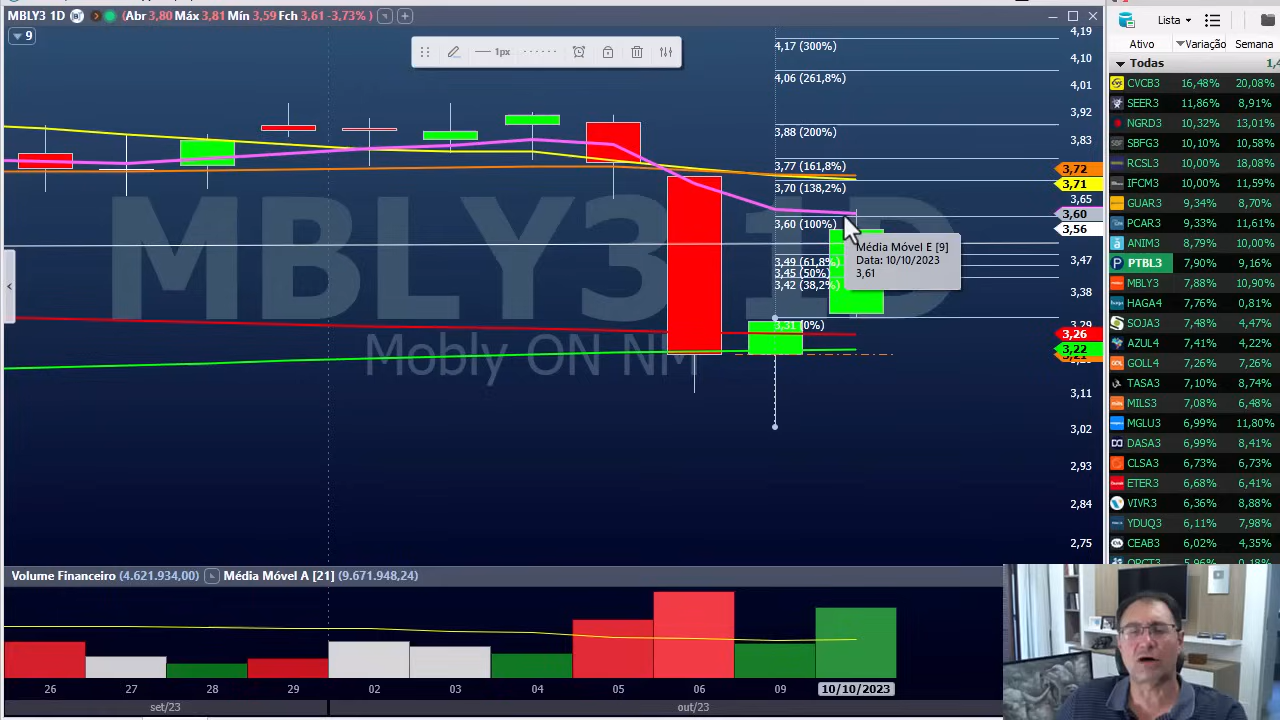 MBLY3 1D (Abr 3,80 Máx 3,81 Mín 3,59 Fch 3,61 -3,73%)
9
1px
MBLY3 1D
Mobly ON NM
4,17 (300%)
4,06 (261,8%)
3,88 (200%)
3,77 (161,8%)
3,70 (138,2%)
3,60 (100%)
3,49 (61,8%)
3,45 (50%)
3,42 (38,2%)
3,31 (0%)
Média Móvel E [9]
Data: 10/10/2023
3,61
4,19
4,10
4,01
3,92
3,83
3,72
3,71
3,65
3,60
3,56
3,47
3,38
3,29
3,26
3,22
3,11
3,02
2,93
2,84
2,75
Volume Financeiro (4.621.934,00) Média Móvel A [21] (9.671.948,24)
26 27 28 29 02 03 04 05 06 09 10/10/2023
set/23 out/23
Lista
Ativo Variação Semana
Todas
CVCB3 16,48% 20,08%
SEER3 11,86% 8,91%
NGRD3 10,32% 13,01%
SBFG3 10,10% 10,58%
RCSL3 10,00% 18,08%
IFCM3 10,00% 11,59%
GUAR3 9,34% 8,70%
PCAR3 9,33% 11,61%
ANIM3 8,79% 10,00%
PTBL3 7,90% 9,16%
MBLY3 7,88% 10,90%
HAGA4 7,76% 0,81%
SOJA3 7,48% 4,47%
AZUL4 7,41% 4,22%
GOLL4 7,26% 7,26%
TASA3 7,10% 8,74%
MILS3 7,08% 6,48%
MGLU3 6,99% 11,80%
DASA3 6,99% 8,41%
CLSA3 6,73% 6,73%
ETER3 6,68% 6,41%
VIVR3 6,36% 8,88%
YDUQ3 6,11% 7,98%
CEAB3 6,02% 4,35%